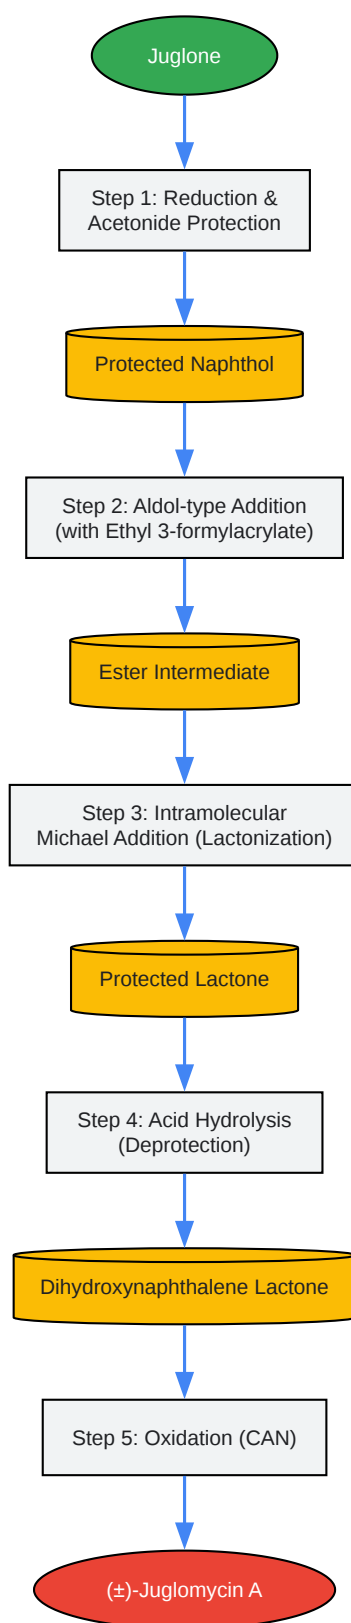 Juglone
Step 1: Reduction &
Acetonide Protection
Protected Naphthol
Step 2: Aldol-type Addition
(with Ethyl 3-formylacrylate)
Ester Intermediate
Step 3: Intramolecular
Michael Addition (Lactonization)
Protected Lactone
Step 4: Acid Hydrolysis
(Deprotection)
Dihydroxynaphthalene Lactone
Step 5: Oxidation (CAN)
(±)-Juglomycin A